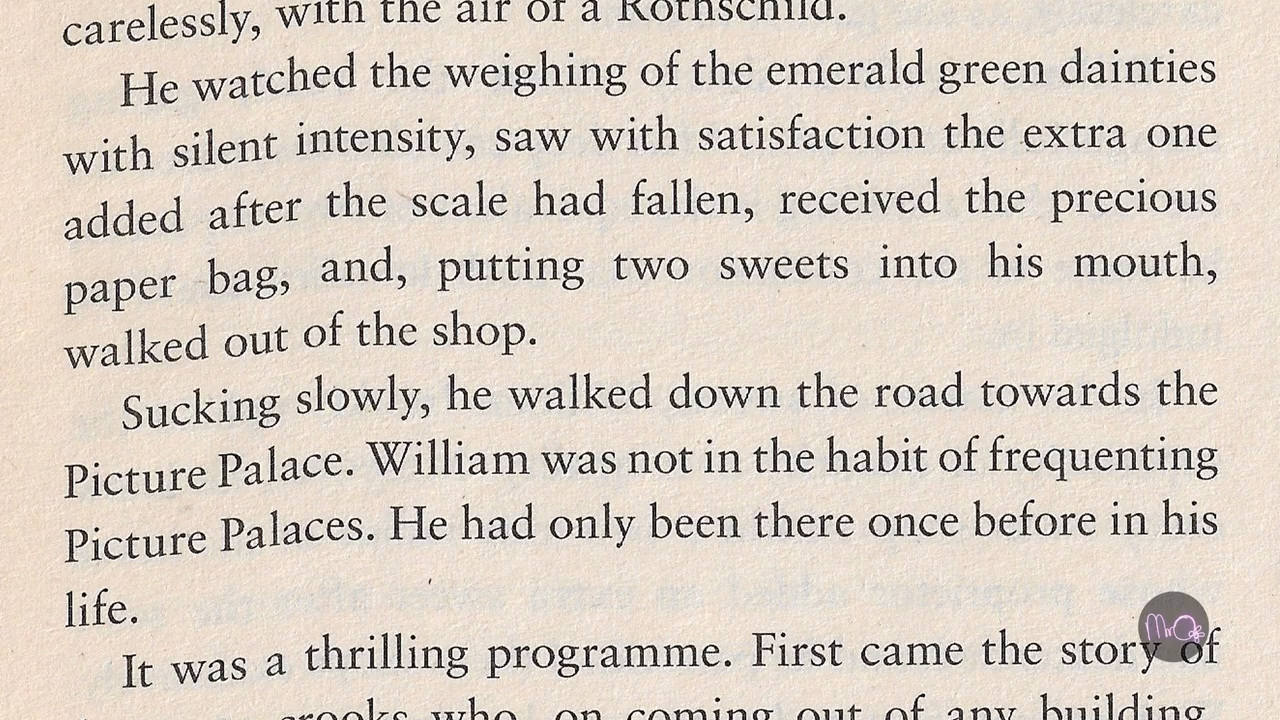 carelessly, with the air of a Rothschild.
He watched the weighing of the emerald green dainties
with silent intensity, saw with satisfaction the extra one
added after the scale had fallen, received the precious
paper bag, and, putting two sweets into his mouth,
walked out of the shop.
Sucking slowly, he walked down the road towards the
Picture Palace. William was not in the habit of frequenting
Picture Palaces. He had only been there once before in his
life.
It was a thrilling programme. First came the story of
crooks who, on coming out of any building,